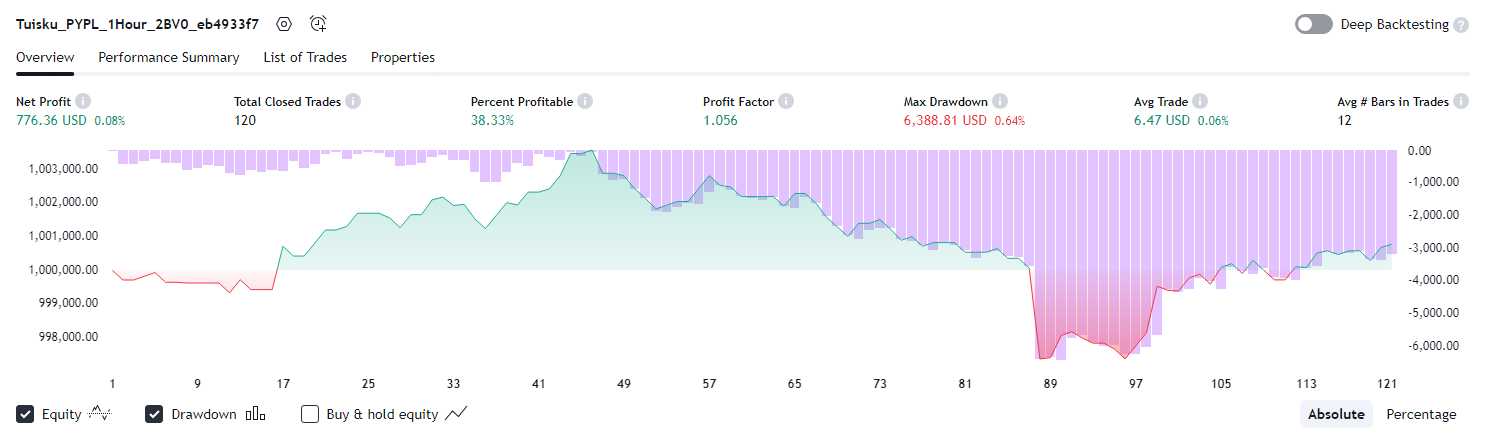 Tuisku_PYPL_1Hour_2BV0_eb4933f7
Deep Backtesting ?
Overview Performance Summary List of Trades Properties
Net Profit Total Closed Trades Percent Profitable Profit Factor Max Drawdown Avg Trade Avg # Bars in Trades
776.36 USD 0.08% 120 38.33% 1.056 6,388.81 USD 0.64% 6.47 USD 0.06% 12
0.00
1,003,000.00 -1,000.00
1,002,000.00 -2,000.00
1,001,000.00 -3,000.00
1,000,000.00 -4,000.00
999,000.00 -5,000.00
998,000.00 -6,000.00
1 9 17 25 33 41 49 57 65 73 81 89 97 105 113 121
Equity Drawdown Buy & hold equity Absolute Percentage